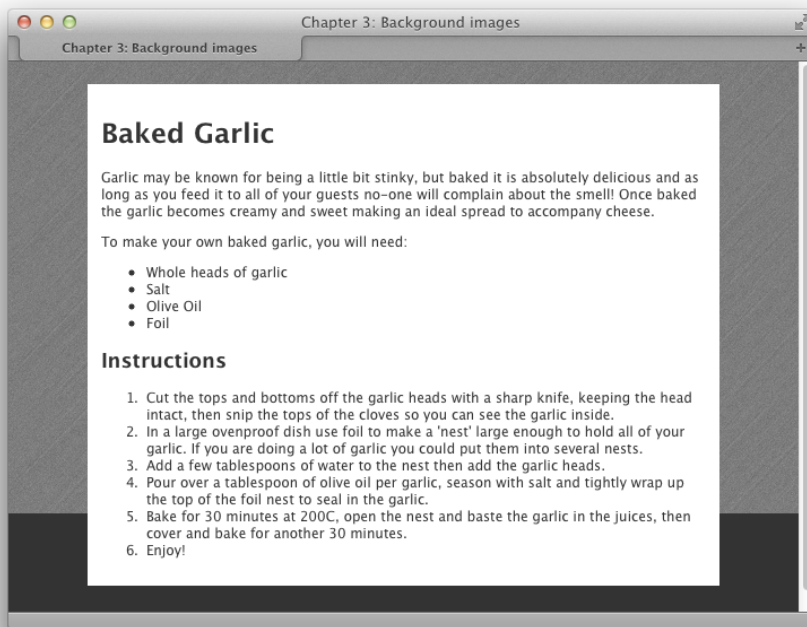 Chapter 3: Background images
Chapter 3: Background images
Baked Garlic
Garlic may be known for being a little bit stinky, but baked it is absolutely delicious and as
long as you feed it to all of your guests no-one will complain about the smell! Once baked
the garlic becomes creamy and sweet making an ideal spread to accompany cheese.
To make your own baked garlic, you will need:
• Whole heads of garlic
• Salt
• Olive Oil
• Foil
Instructions
1. Cut the tops and bottoms off the garlic heads with a sharp knife, keeping the head
intact, then snip the tops of the cloves so you can see the garlic inside.
2. In a large ovenproof dish use foil to make a 'nest' large enough to hold all of your
garlic. If you are doing a lot of garlic you could put them into several nests.
3. Add a few tablespoons of water to the nest then add the garlic heads.
4. Pour over a tablespoon of olive oil per garlic, season with salt and tightly wrap up
the top of the foil nest to seal in the garlic.
5. Bake for 30 minutes at 200C, open the nest and baste the garlic in the juices, then
cover and bake for another 30 minutes.
6. Enjoy!